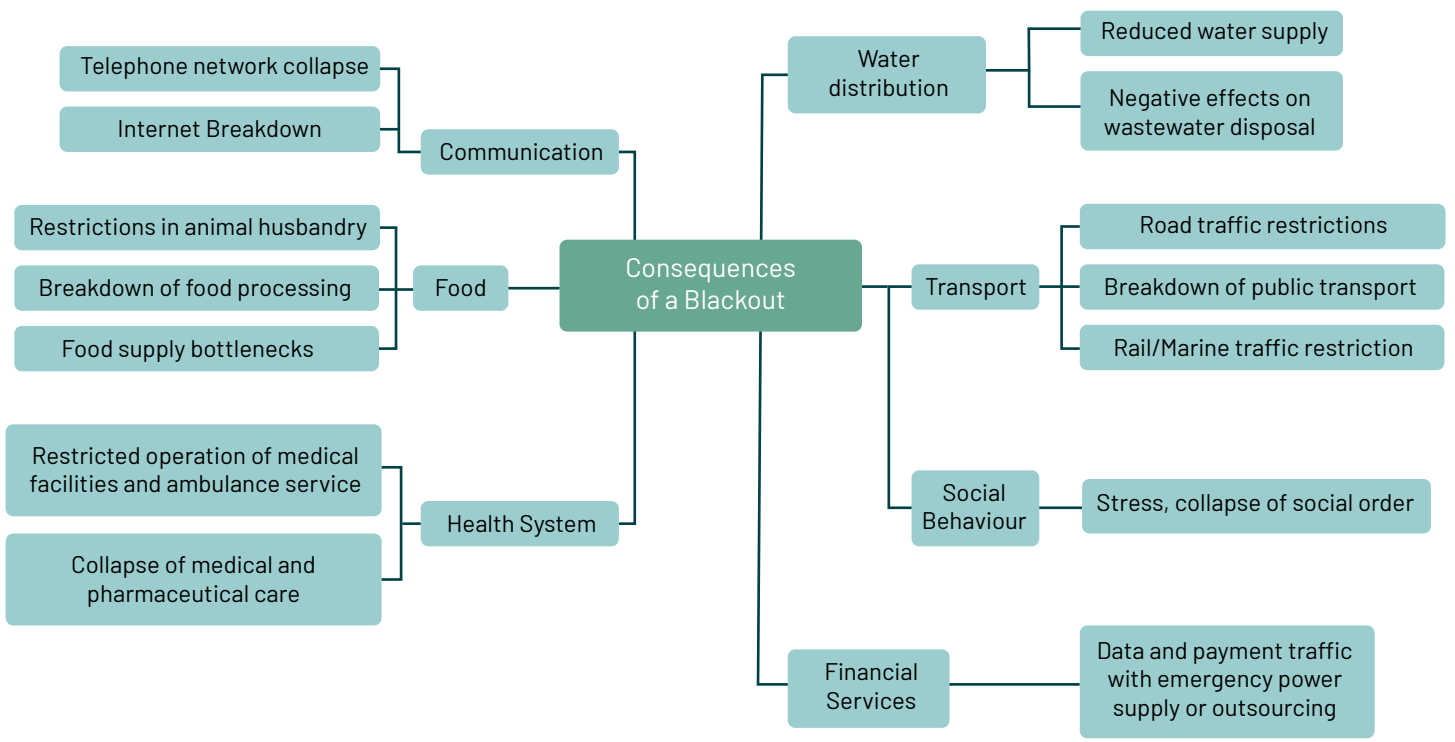 Consequences
of a Blackout
Communication
Telephone network collapse
Internet Breakdown
Food
Restrictions in animal husbandry
Breakdown of food processing
Food supply bottlenecks
Health System
Restricted operation of medical
facilities and ambulance service
Collapse of medical and
pharmaceutical care
Water
distribution
Reduced water supply
Negative effects on
wastewater disposal
Transport
Road traffic restrictions
Breakdown of public transport
Rail/Marine traffic restriction
Social
Behaviour
Stress, collapse of social order
Financial
Services
Data and payment traffic
with emergency power
supply or outsourcing